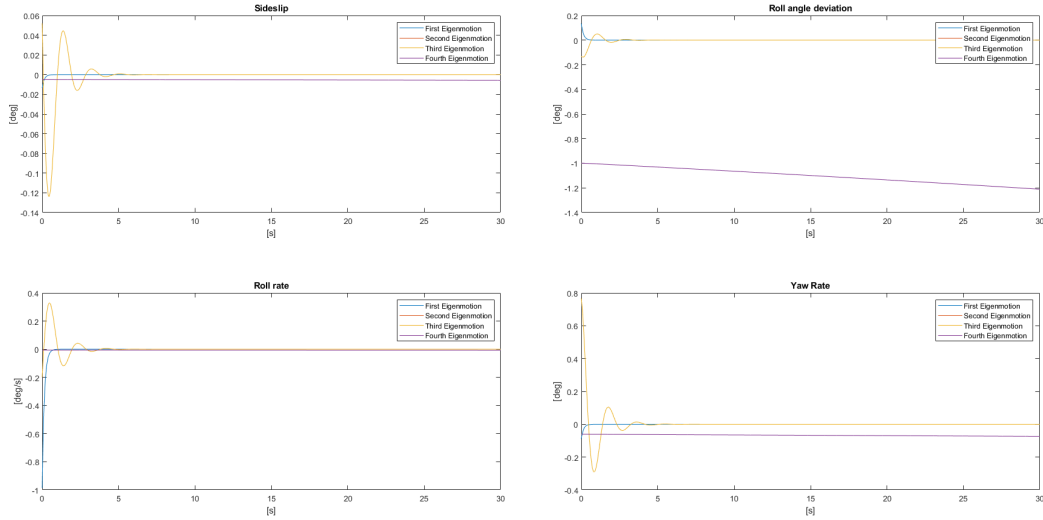 Sideslip
0.06
0.04
0.02
0
-0.02
-0.04
-0.06
-0.08
-0.1
-0.12
-0.14
[deg]
0
5
10
15
20
25
30
[s]
First Eigenmotion
Second Eigenmotion
Third Eigenmotion
Fourth Eigenmotion
Roll angle deviation
0.2
0
-0.2
-0.4
-0.6
-0.8
-1
-1.2
-1.4
[deg]
0
5
10
15
20
25
30
[s]
First Eigenmotion
Second Eigenmotion
Third Eigenmotion
Fourth Eigenmotion
Roll rate
0.4
0.2
0
-0.2
-0.4
-0.6
-0.8
-1
[deg/s]
0
5
10
15
20
25
30
[s]
First Eigenmotion
Second Eigenmotion
Third Eigenmotion
Fourth Eigenmotion
Yaw Rate
0.8
0.6
0.4
0.2
0
-0.2
-0.4
[deg]
0
5
10
15
20
25
30
[s]
First Eigenmotion
Second Eigenmotion
Third Eigenmotion
Fourth Eigenmotion